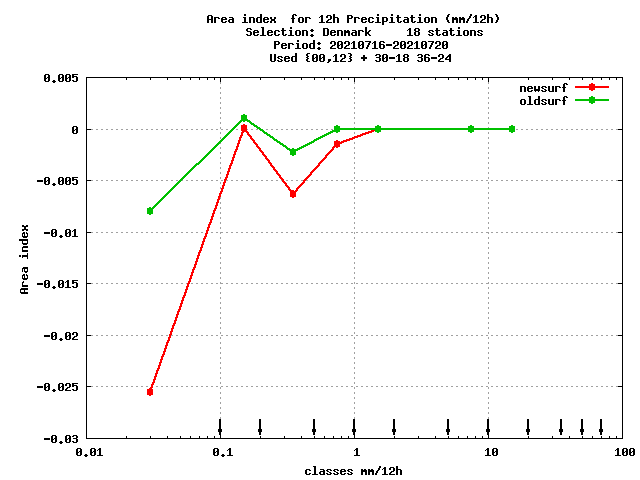 Area index  for 12h Precipitation (mm/12h)
Selection: Denmark     18 stations
Period: 20210716-20210720
Used {00,12} + 30-18 36-24
newsurf
oldsurf
0.005
0
-0.005
-0.01
-0.015
-0.02
-0.025
-0.03
Area index
0.01 0.1 1 10 100
classes mm/12h